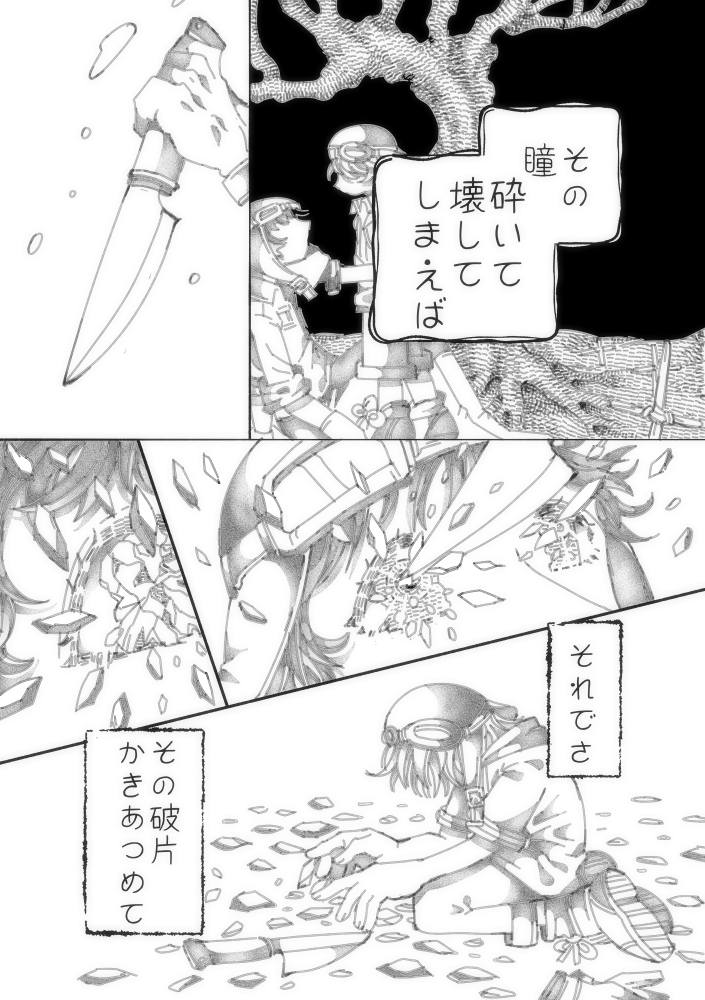 その
瞳
砕いて
壊して
しまえば
それでさ
その破片
かきあつめて